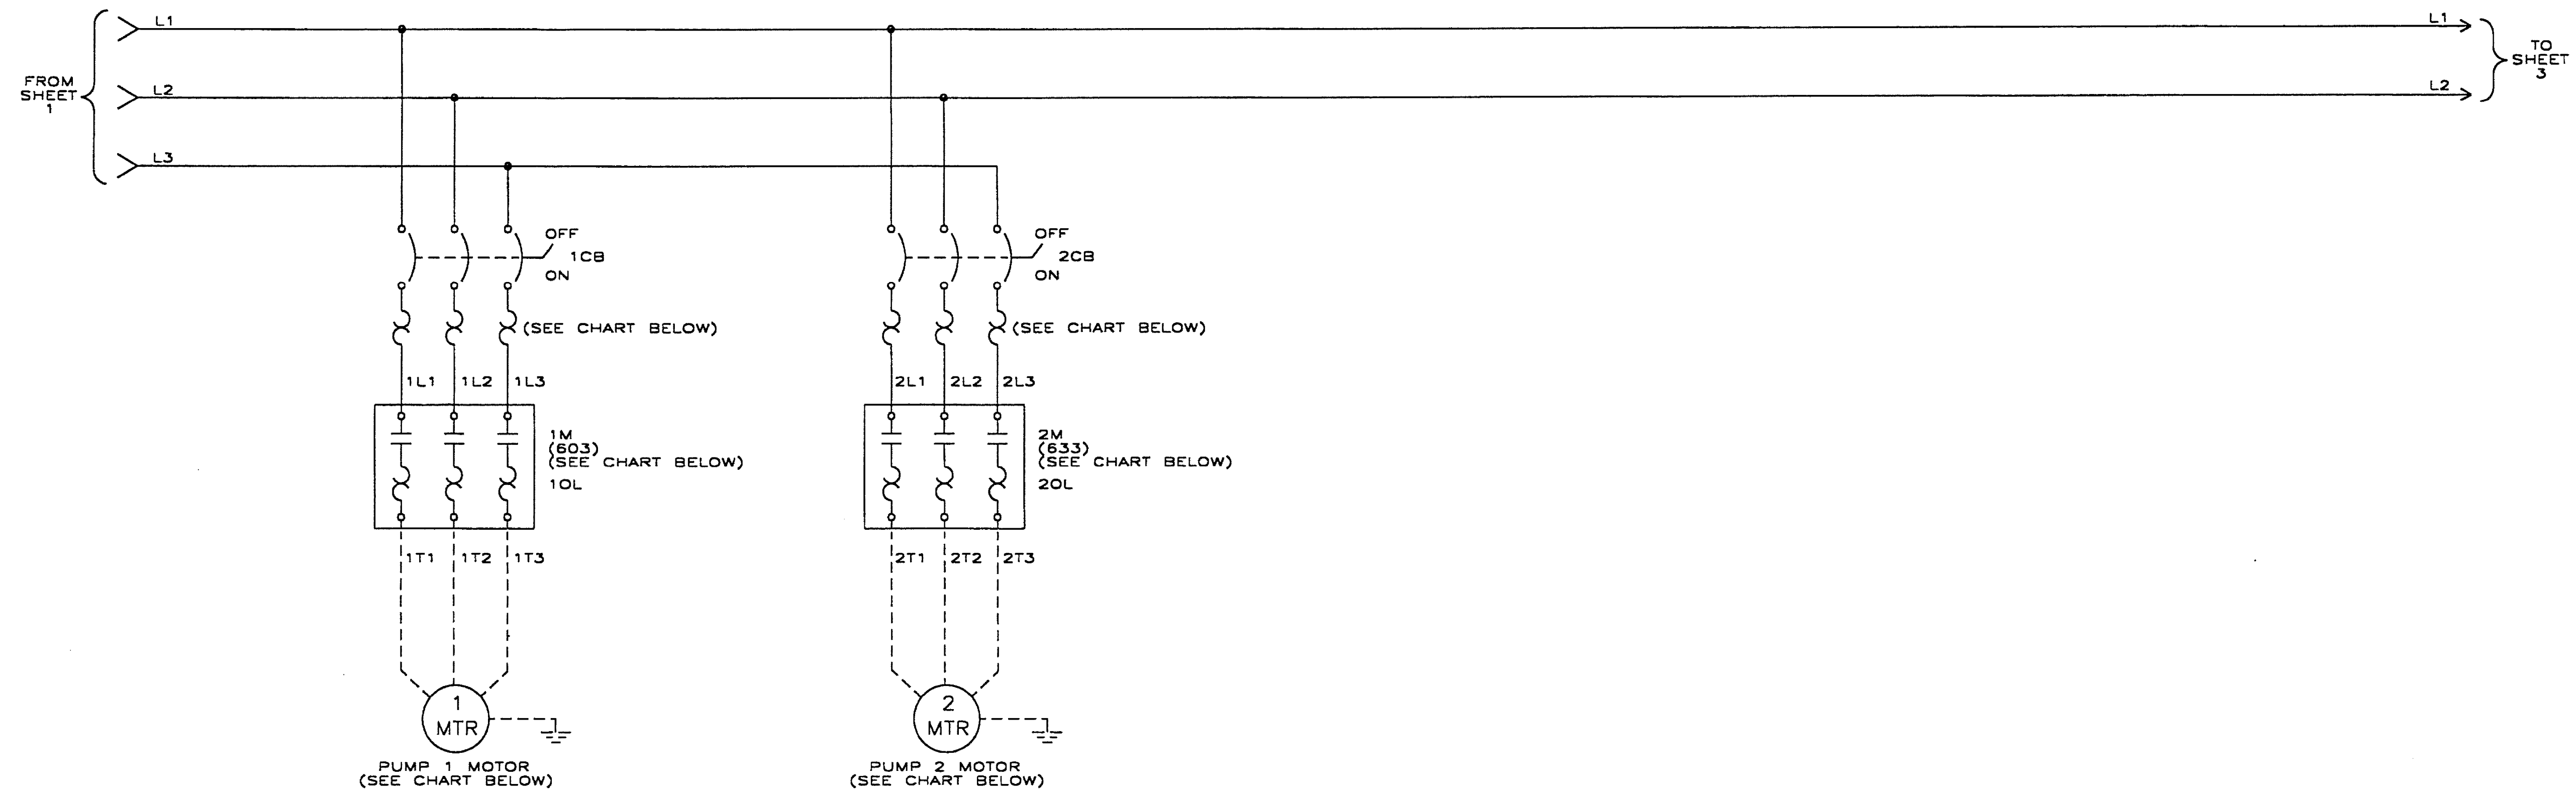 L1
L1
FROM
SHEET
1
L2
L2
TO
SHEET
3
L3
OFF
1CB
ON
OFF
2CB
ON
(SEE CHART BELOW)
(SEE CHART BELOW)
1L1 1L2 1L3
2L1 2L2 2L3
1M
(603)
(SEE CHART BELOW)
1OL
2M
(633)
(SEE CHART BELOW)
2OL
1T1 1T2 1T3
2T1 2T2 2T3
1
MTR
2
MTR
PUMP 1 MOTOR
(SEE CHART BELOW)
PUMP 2 MOTOR
(SEE CHART BELOW)